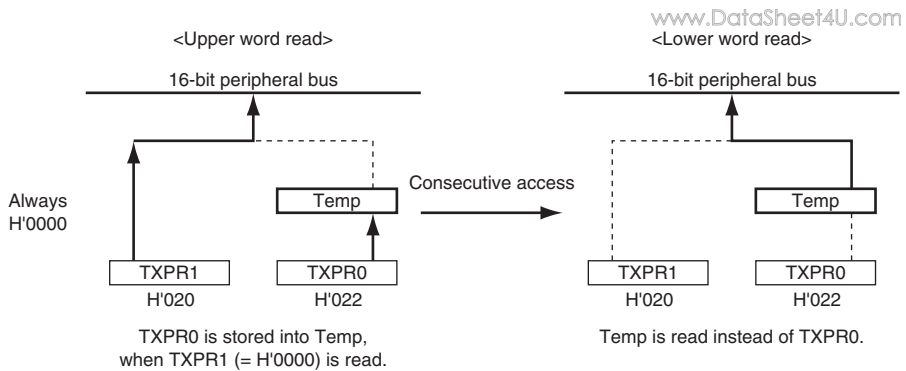 www.DataSheet4U.com
<Upper word read>
16-bit peripheral bus
Always
H'0000
Temp
TXPR1
H'020
TXPR0
H'022
TXPR0 is stored into Temp,
when TXPR1 (= H'0000) is read.
Consecutive access
<Lower word read>
16-bit peripheral bus
Temp
TXPR1
H'020
TXPR0
H'022
Temp is read instead of TXPR0.